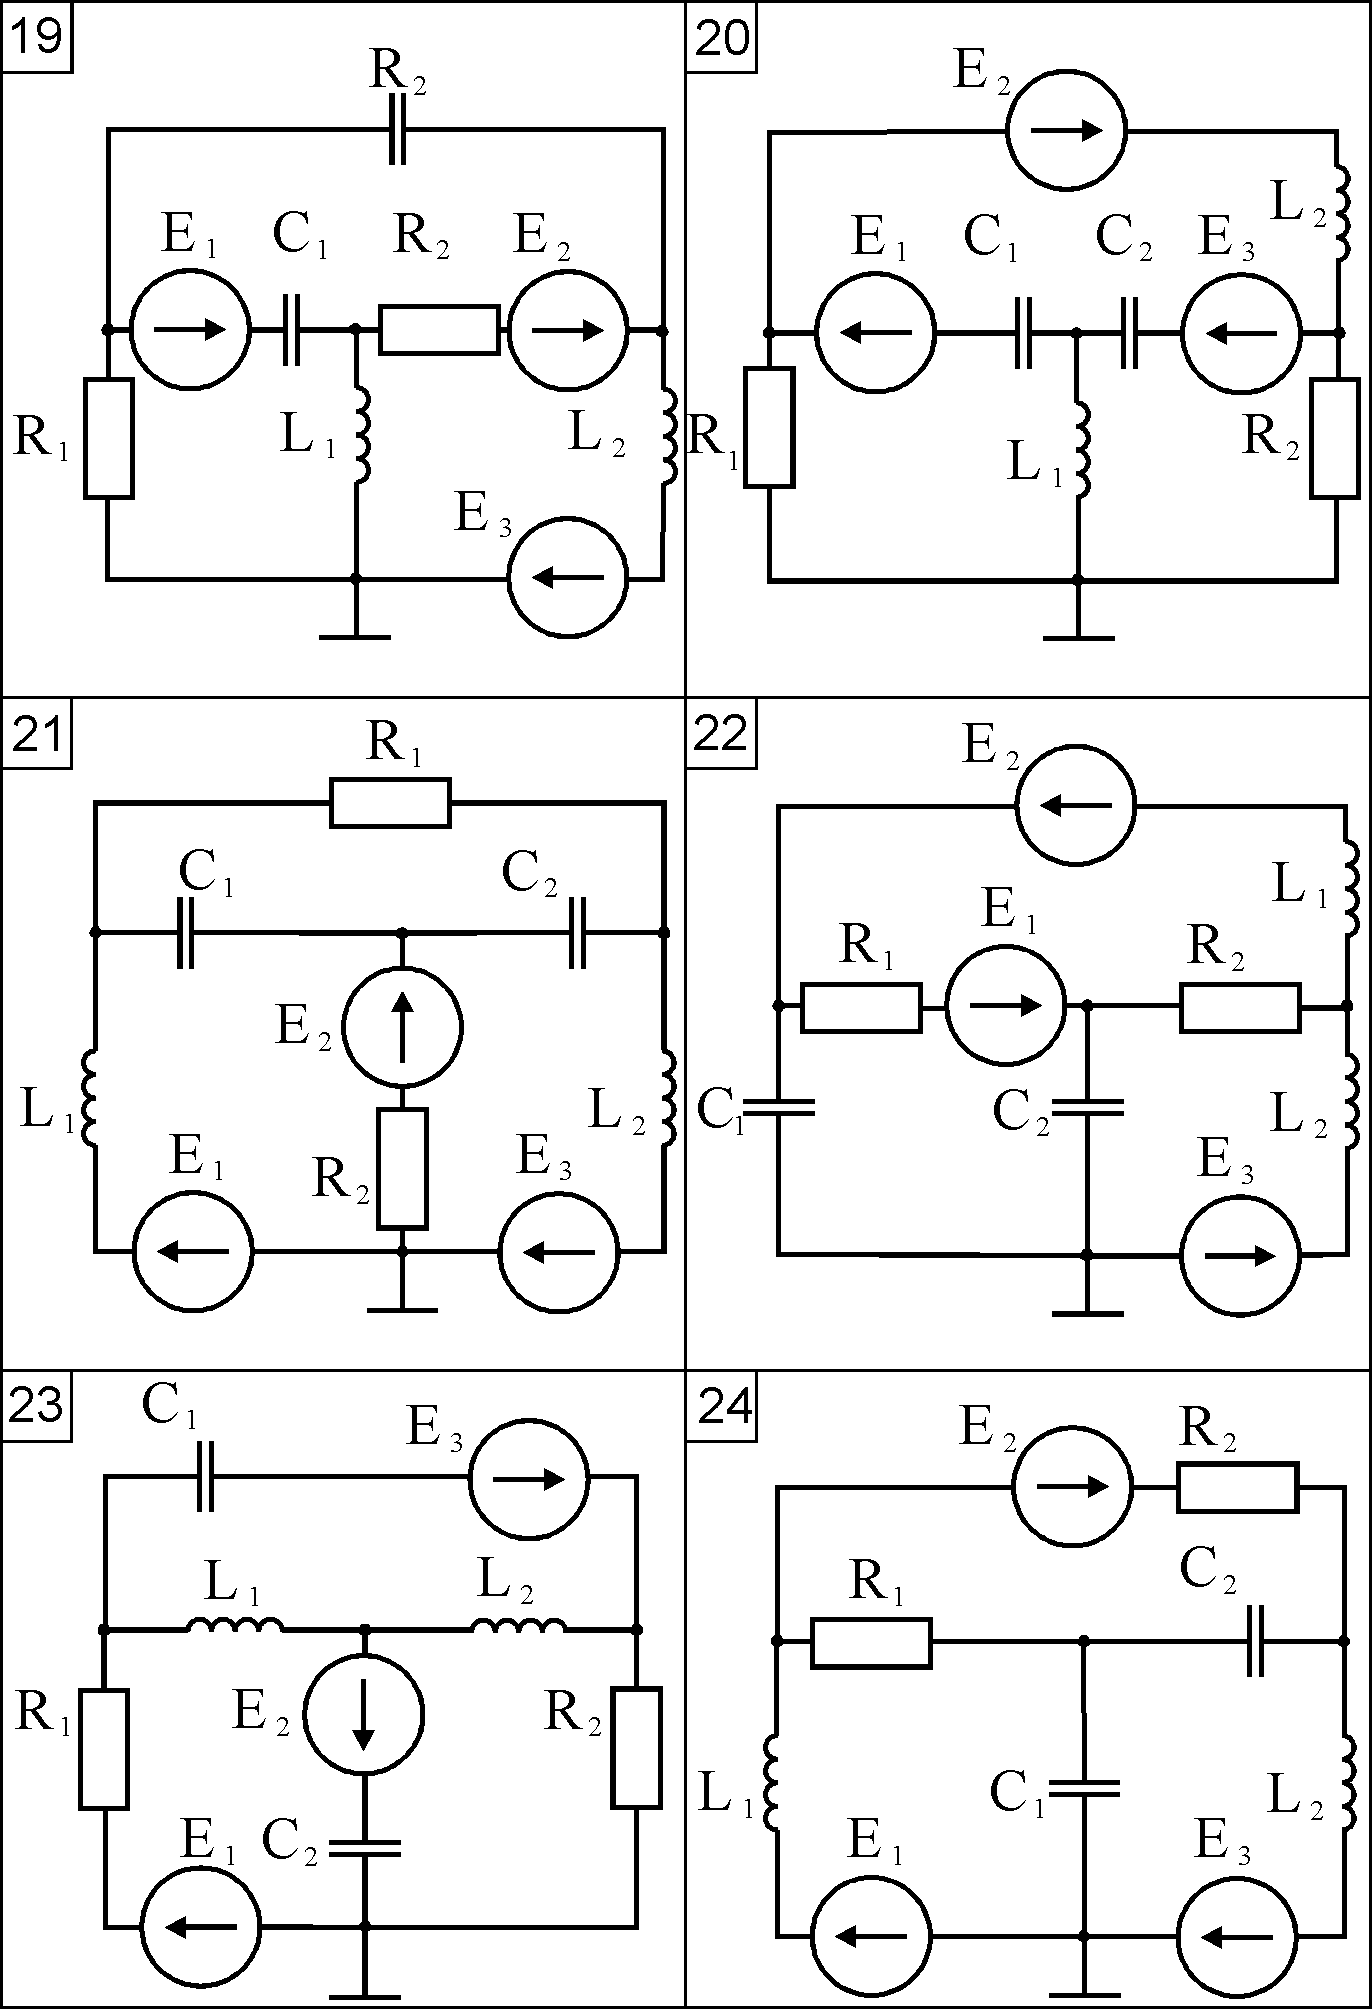 19
R2
E1 C1 R2 E2
R1 L1 L2
E3
20
E2
L2
E1 C1 C2 E3
R1 L1 R2
21
R1
C1 C2
E2
L1 L2
E1 R2 E3
22
E2
L1
E1
R1 R2
C1 C2 L2
E3
23
C1 E3
L1 L2
R1 E2 R2
E1 C2
24
E2 R2
R1 C2
L1 C1 L2
E1 E3